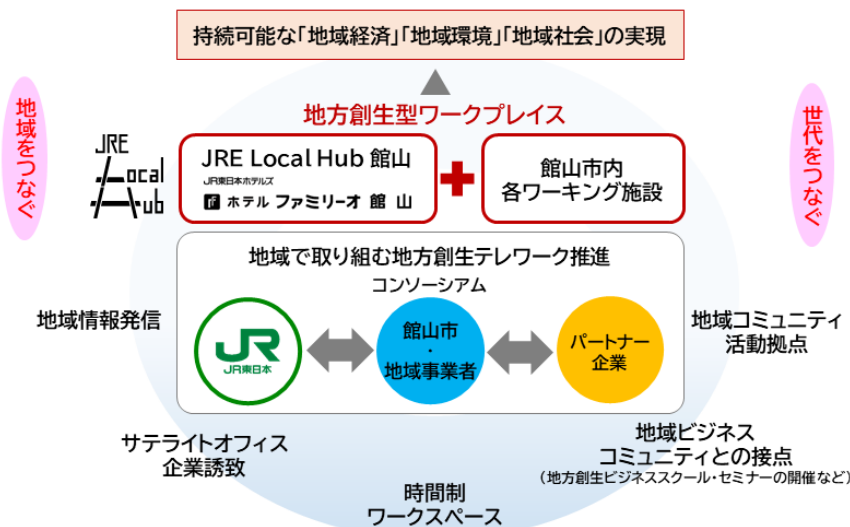 持続可能な「地域経済」「地域環境」「地域社会」の実現
地域をつなぐ
世代をつなぐ
地方創生型ワークプレイス
JRE
Local
Hub
JRE Local Hub 館山
JR東日本ホテルズ
ホテル ファミリーオ 館 山
館山市内
各ワーキング施設
地域で取り組む地方創生テレワーク推進
コンソーシアム
地域情報発信
JR
JR東日本
館山市
・
地域事業者
パートナー
企業
地域コミュニティ
活動拠点
サテライトオフィス
企業誘致
地域ビジネス
コミュニティとの接点
（地方創生ビジネススクール・セミナーの開催など）
時間制
ワークスペース